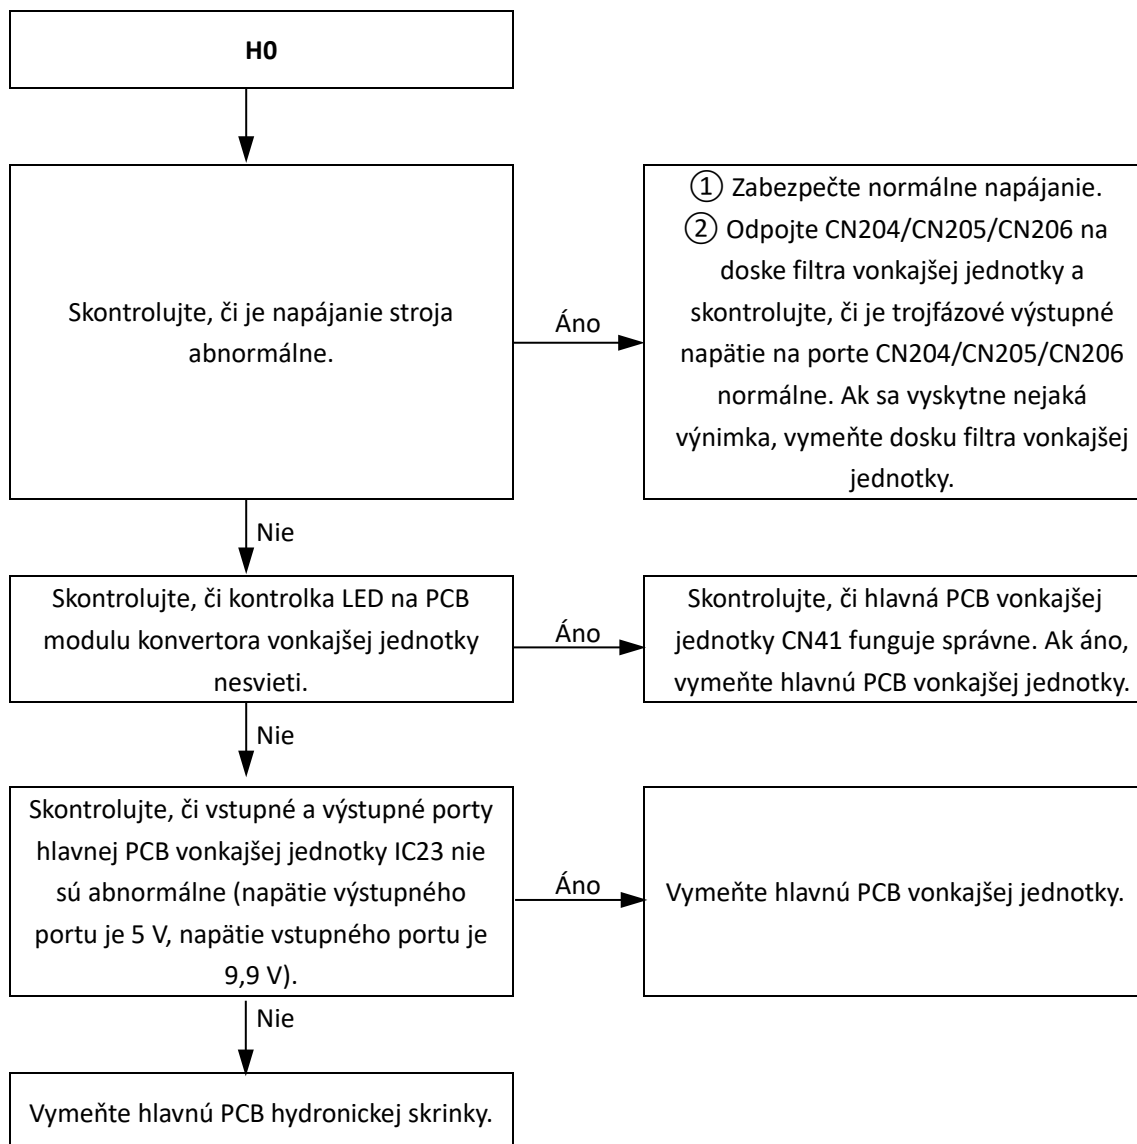 H0
Skontrolujte, či je napájanie stroja
abnormálne.
Áno
① Zabezpečte normálne napájanie.
② Odpojte CN204/CN205/CN206 na
doske filtra vonkajšej jednotky a
skontrolujte, či je trojfázové výstupné
napätie na porte CN204/CN205/CN206
normálne. Ak sa vyskytne nejaká
výnimka, vymeňte dosku filtra vonkajšej
jednotky.
Nie
Skontrolujte, či kontrolka LED na PCB
modulu konvertora vonkajšej jednotky
nesvieti.
Áno
Skontrolujte, či hlavná PCB vonkajšej
jednotky CN41 funguje správne. Ak áno,
vymeňte hlavnú PCB vonkajšej jednotky.
Nie
Skontrolujte, či vstupné a výstupné porty
hlavnej PCB vonkajšej jednotky IC23 nie
sú abnormálne (napätie výstupného
portu je 5 V, napätie vstupného portu je
9,9 V).
Áno
Vymeňte hlavnú PCB vonkajšej jednotky.
Nie
Vymeňte hlavnú PCB hydronickej skrinky.